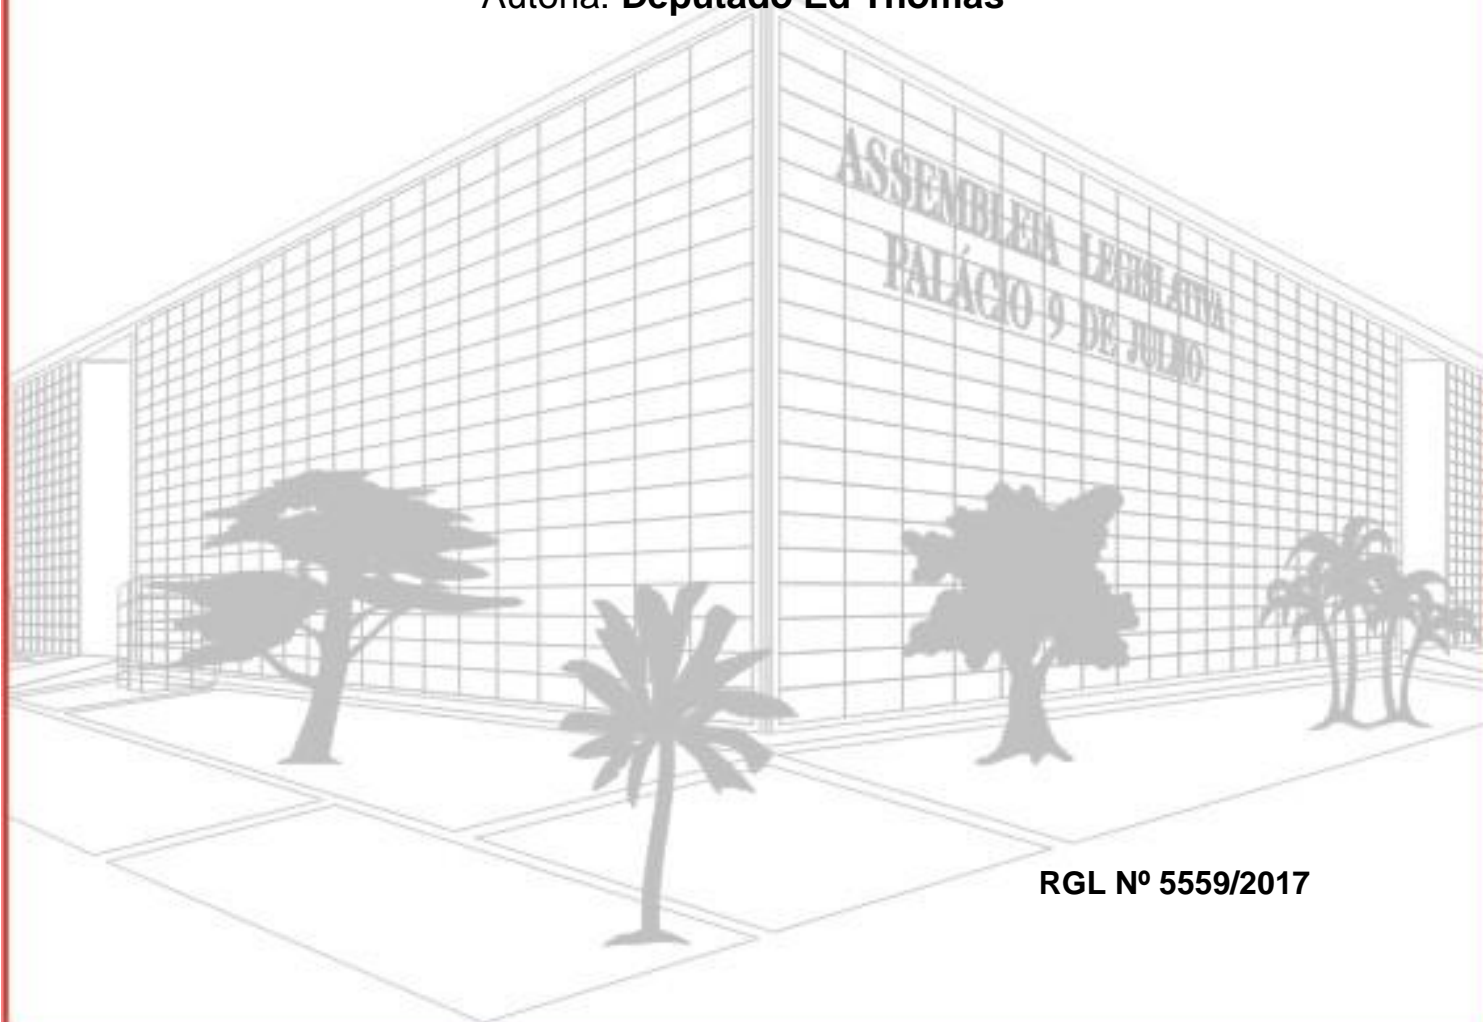 Autoria: Deputado Ed Thomas
ASSEMBLEIA LEGISLATIVA
PALÁCIO 9 DE JULHO
RGL Nº 5559/2017